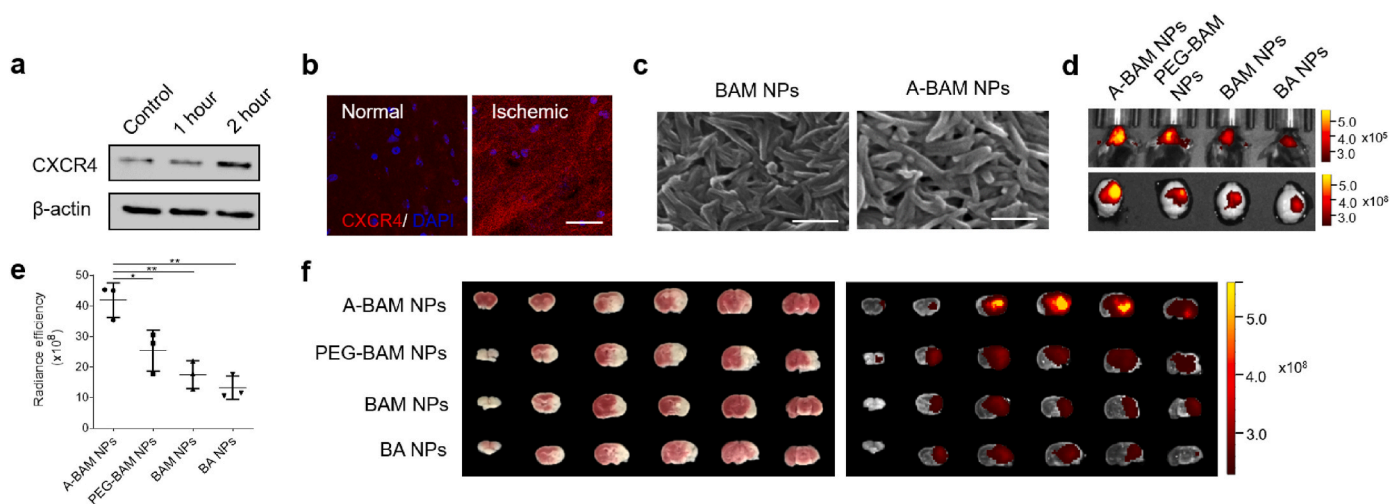 a
Control
1 hour
2 hour
CXCR4
β-actin
b
Normal
Ischemic
CXCR4/ DAPI
c
BAM NPs
A-BAM NPs
d
A-BAM NPs
PEG-BAM
NPs
BAM NPs
BA NPs
5.0
4.0
3.0
x10⁵
5.0
4.0
3.0
x10⁸
e
Radiance efficiency
(x10⁸)
50
40
30
20
10
0
*
**
**
A-BAM NPs
PEG-BAM NPs
BAM NPs
BA NPs
f
A-BAM NPs
PEG-BAM NPs
BAM NPs
BA NPs
5.0
4.0
3.0
x10⁸